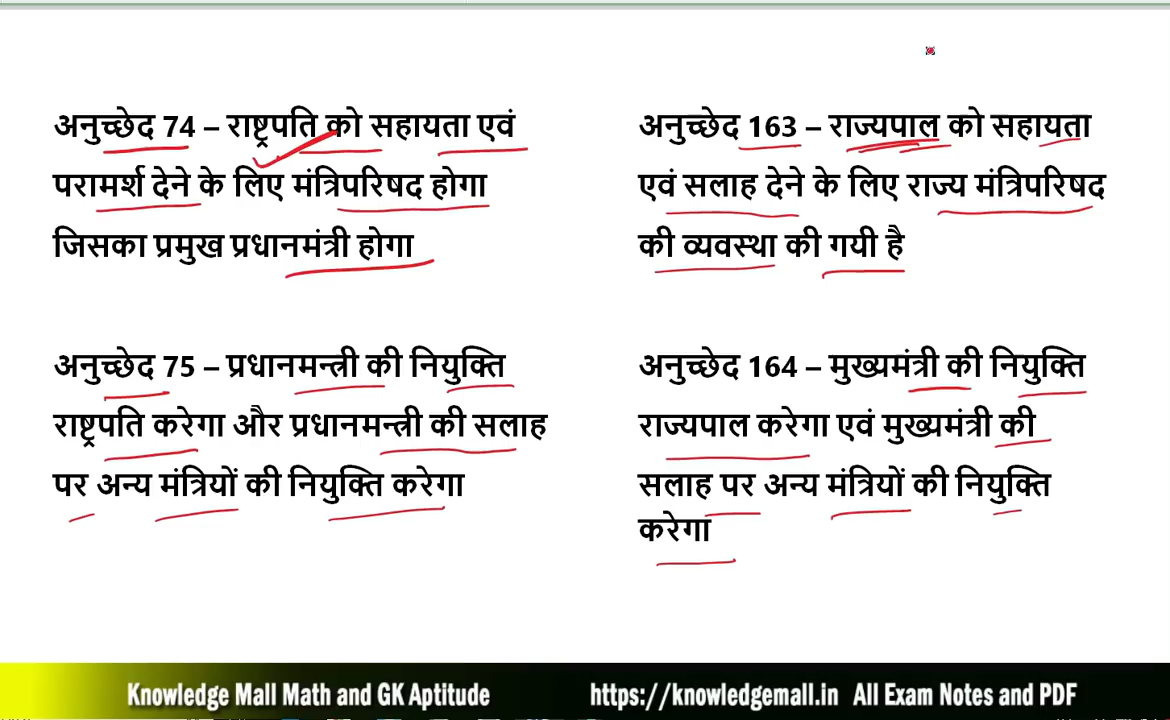 अनुच्छेद 74 – राष्ट्रपति को सहायता एवं
परामर्श देने के लिए मंत्रिपरिषद होगा
जिसका प्रमुख प्रधानमंत्री होगा
अनुच्छेद 163 – राज्यपाल को सहायता
एवं सलाह देने के लिए राज्य मंत्रिपरिषद
की व्यवस्था की गयी है
अनुच्छेद 75 – प्रधानमन्त्री की नियुक्ति
राष्ट्रपति करेगा और प्रधानमन्त्री की सलाह
पर अन्य मंत्रियों की नियुक्ति करेगा
अनुच्छेद 164 – मुख्यमंत्री की नियुक्ति
राज्यपाल करेगा एवं मुख्यमंत्री की
सलाह पर अन्य मंत्रियों की नियुक्ति
करेगा
Knowledge Mall Math and GK Aptitude
https://knowledgemall.in All Exam Notes and PDF